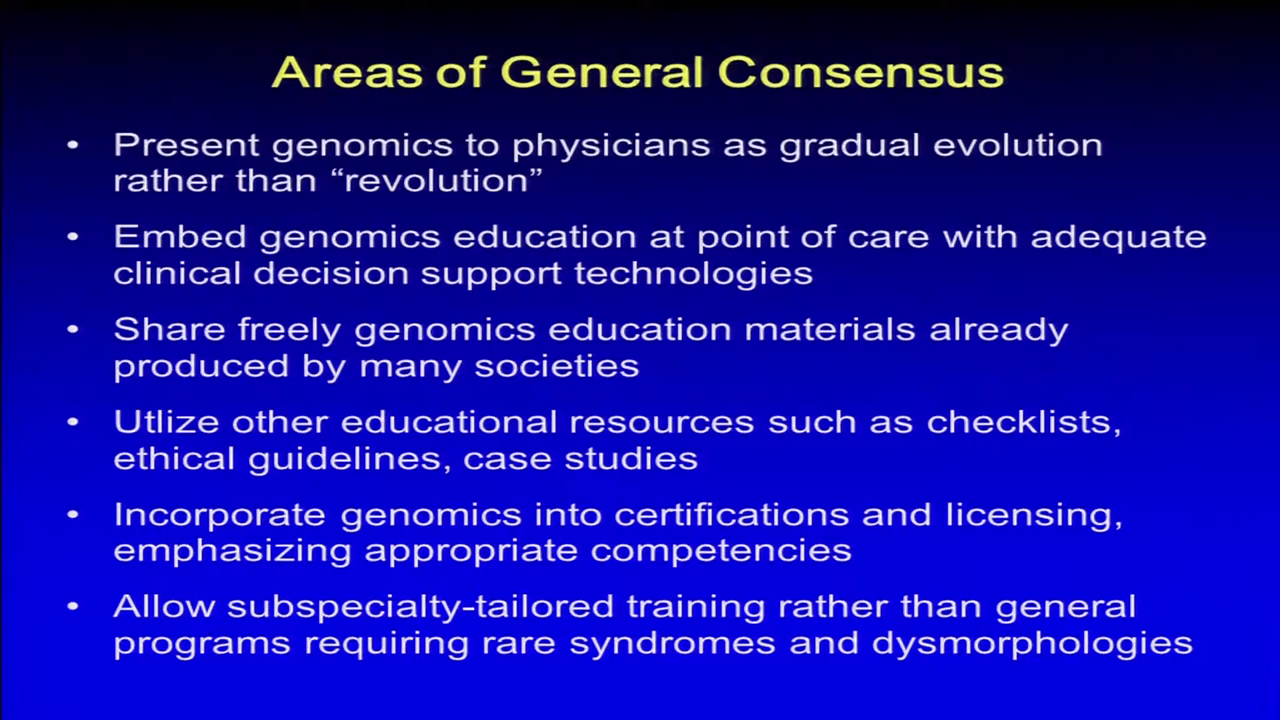 Areas of General Consensus
• Present genomics to physicians as gradual evolution
rather than “revolution”
• Embed genomics education at point of care with adequate
clinical decision support technologies
• Share freely genomics education materials already
produced by many societies
• Utlize other educational resources such as checklists,
ethical guidelines, case studies
• Incorporate genomics into certifications and licensing,
emphasizing appropriate competencies
• Allow subspecialty-tailored training rather than general
programs requiring rare syndromes and dysmorphologies